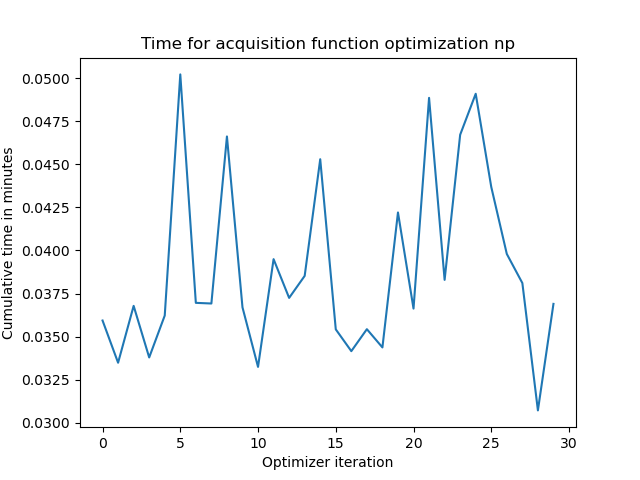 Time for acquisition function optimization np
Cumulative time in minutes
0.0500
0.0475
0.0450
0.0425
0.0400
0.0375
0.0350
0.0325
0.0300
0 5 10 15 20 25 30
Optimizer iteration